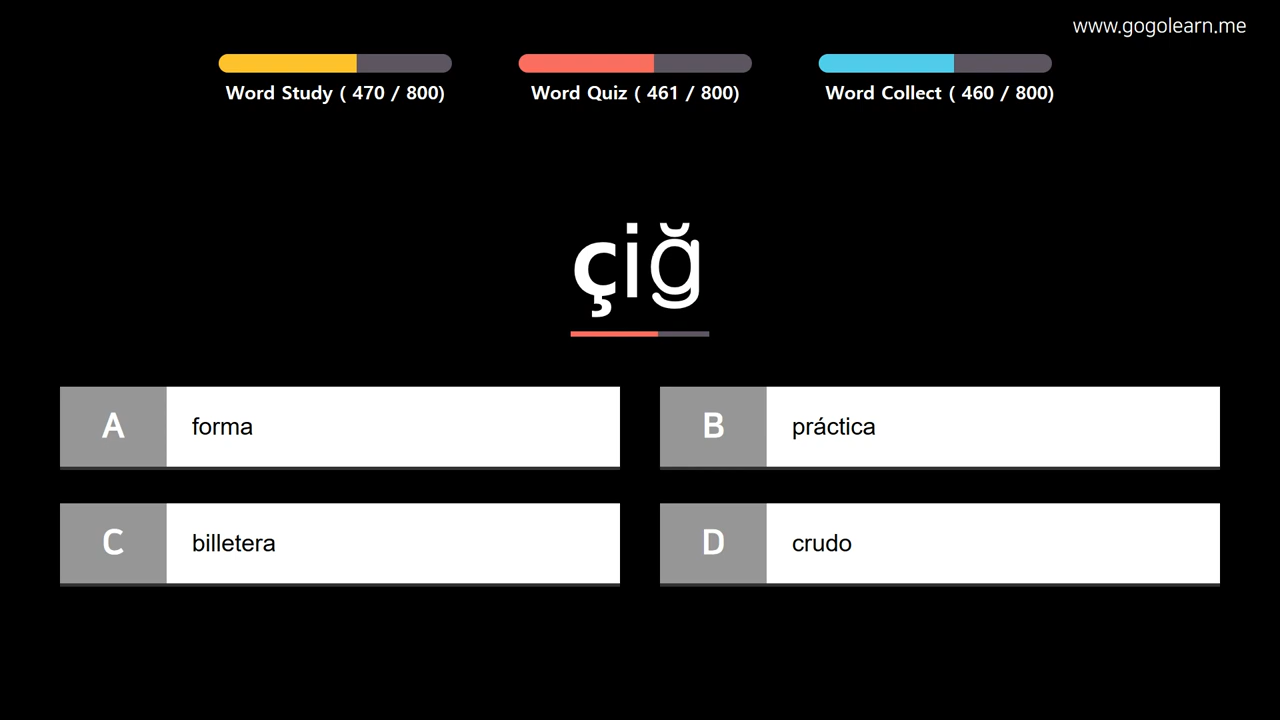 www.gogolearn.me
Word Study ( 470 / 800)
Word Quiz ( 461 / 800)
Word Collect ( 460 / 800)
çiğ
A forma
B práctica
C billetera
D crudo